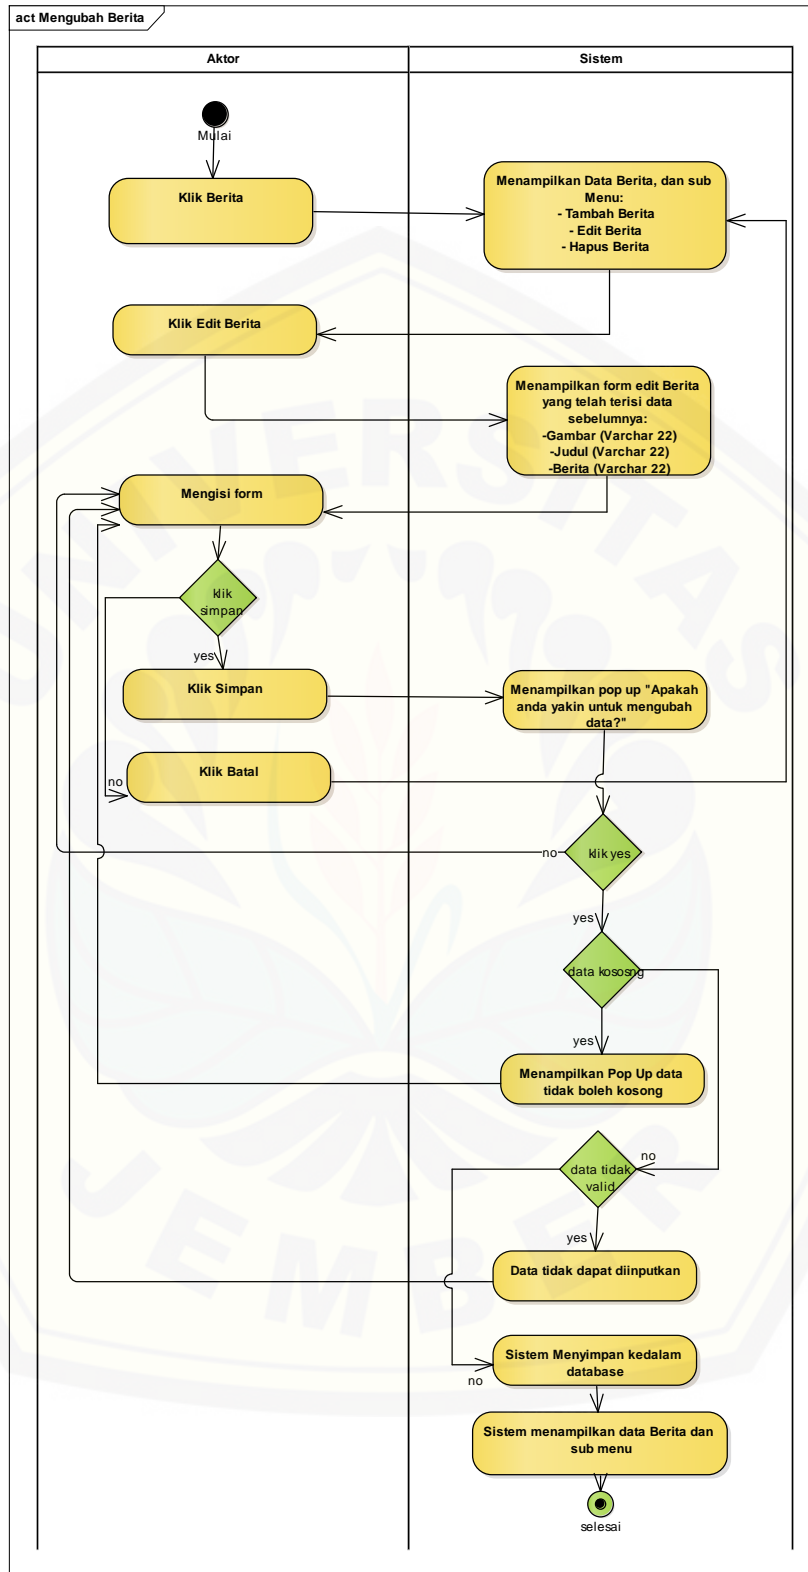 act Mengubah Berita
Aktor
Sistem
Mulai
Klik Berita
Menampilkan Data Berita, dan sub
Menu:
- Tambah Berita
- Edit Berita
- Hapus Berita
Klik Edit Berita
Menampilkan form edit Berita
yang telah terisi data
sebelumnya:
-Gambar (Varchar 22)
-Judul (Varchar 22)
-Berita (Varchar 22)
Mengisi form
klik
simpan
yes
Klik Simpan
Menampilkan pop up "Apakah
anda yakin untuk mengubah
data?"
Klik Batal
no
no
klik yes
yes
data kososng
yes
Menampilkan Pop Up data
tidak boleh kosong
no
data tidak
valid
yes
Data tidak dapat diinputkan
Sistem Menyimpan kedalam
database
no
Sistem menampilkan data Berita dan
sub menu
selesai
UNIVERSITAS
JEMBER